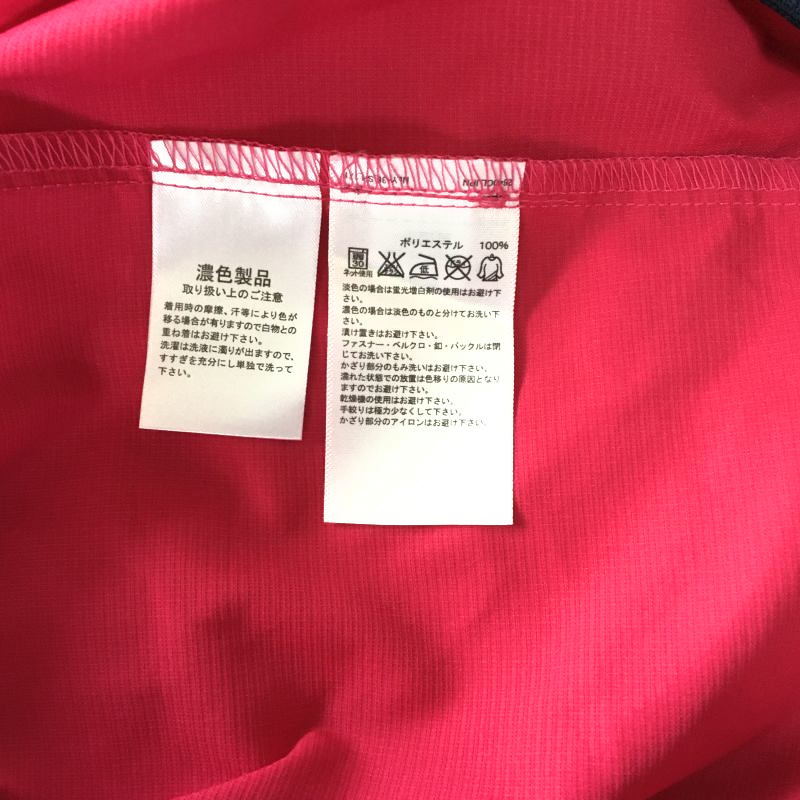 濃色製品
取り扱い上のご注意
着用時の摩擦、汗等により色が
移る場合が有りますので白物との
重ね着はお避け下さい。
洗濯は洗液に濁りが出ますので、
すすぎを充分にし単独で洗って
下さい。
ポリエステル 100%
30
ネット使用
低
淡色の場合は蛍光増白剤の使用はお避け下
さい。
濃色の場合は淡色のものと分けてお洗い下
さい。
漬け置きはお避け下さい。
ファスナー・ベルクロ・釦・バックルは閉
じてお洗い下さい。
かざり部分のもみ洗いはお避け下さい。
濡れた状態での放置は色移りの原因となり
ますのでお避け下さい。
乾燥機の使用はお避け下さい。
手絞りは極力少なくして下さい。
かざり部分のアイロンはお避け下さい。